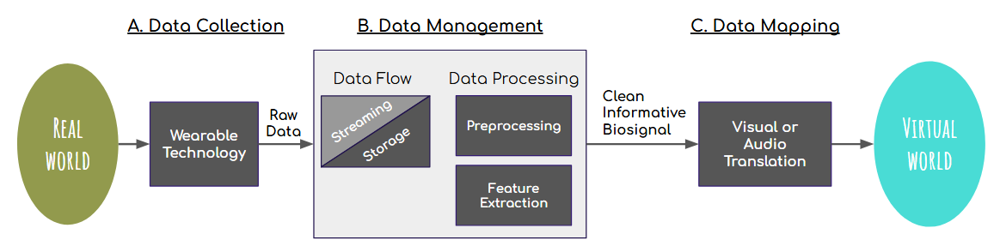 A. Data Collection
B. Data Management
C. Data Mapping
Real
world
Wearable
Technology
Raw
Data
Data Flow
Streaming
Storage
Data Processing
Preprocessing
Feature
Extraction
Clean
Informative
Biosignal
Visual or
Audio
Translation
Virtual
world